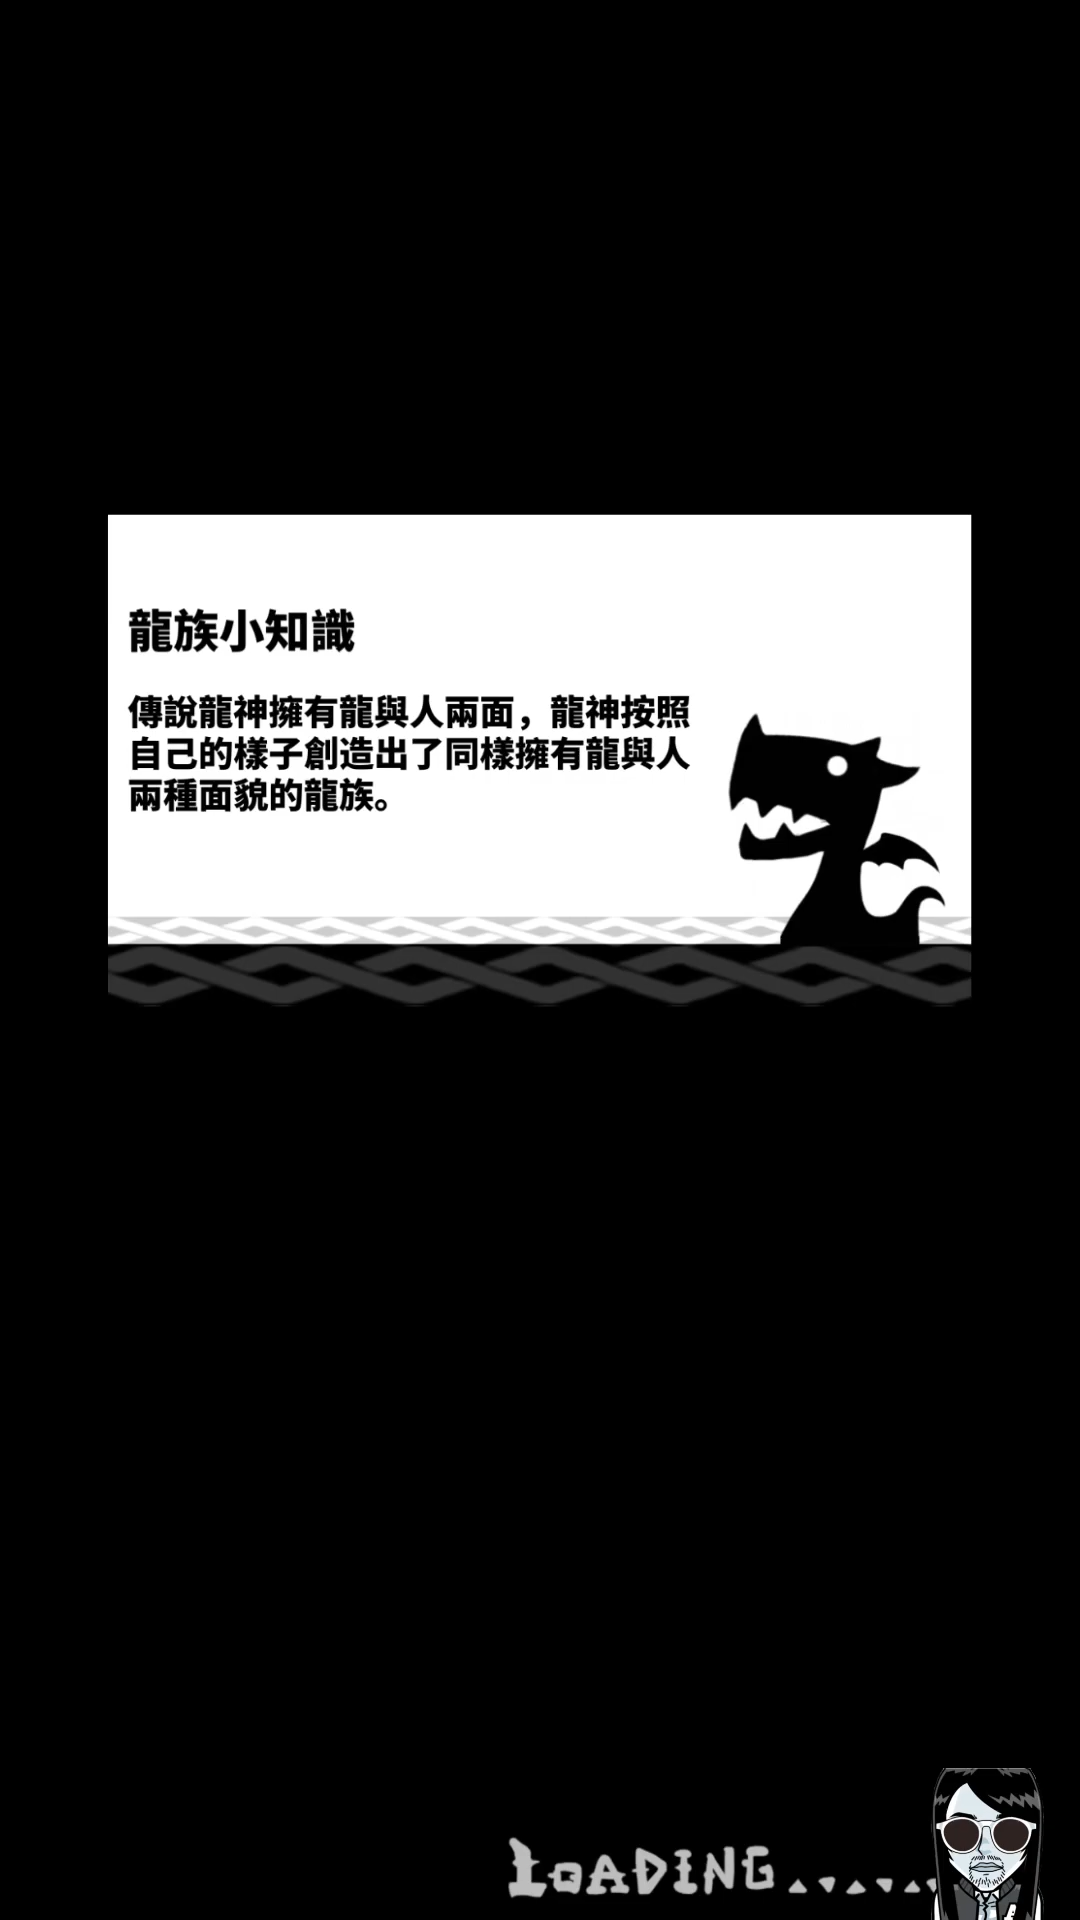 龍族小知識
傳說龍神擁有龍與人兩面，龍神按照
自己的樣子創造出了同樣擁有龍與人
兩種面貌的龍族。
LOADING......